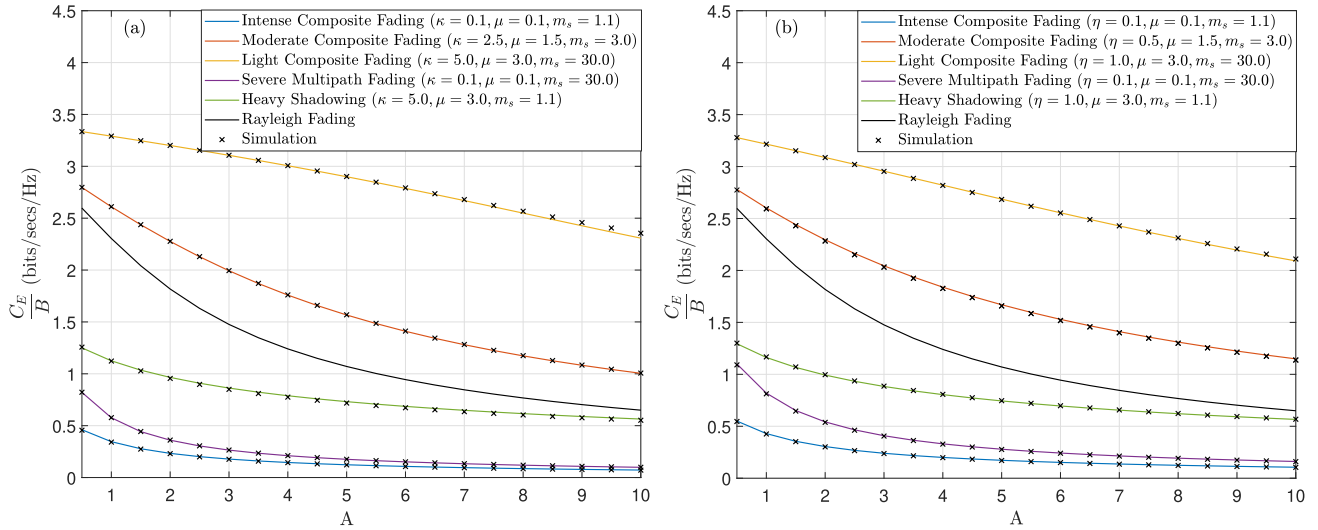 (a)
Intense Composite Fading (κ = 0.1, μ = 0.1, m_s = 1.1)
Moderate Composite Fading (κ = 2.5, μ = 1.5, m_s = 3.0)
Light Composite Fading (κ = 5.0, μ = 3.0, m_s = 30.0)
Severe Multipath Fading (κ = 0.1, μ = 0.1, m_s = 30.0)
Heavy Shadowing (κ = 5.0, μ = 3.0, m_s = 1.1)
Rayleigh Fading
Simulation
4.5
4
3.5
3
2.5
2
1.5
1
0.5
0
C_E/B (bits/secs/Hz)
1 2 3 4 5 6 7 8 9 10
A
(b)
Intense Composite Fading (η = 0.1, μ = 0.1, m_s = 1.1)
Moderate Composite Fading (η = 0.5, μ = 1.5, m_s = 3.0)
Light Composite Fading (η = 1.0, μ = 3.0, m_s = 30.0)
Severe Multipath Fading (η = 0.1, μ = 0.1, m_s = 30.0)
Heavy Shadowing (η = 1.0, μ = 3.0, m_s = 1.1)
Rayleigh Fading
Simulation
4.5
4
3.5
3
2.5
2
1.5
1
0.5
0
C_E/B (bits/secs/Hz)
1 2 3 4 5 6 7 8 9 10
A